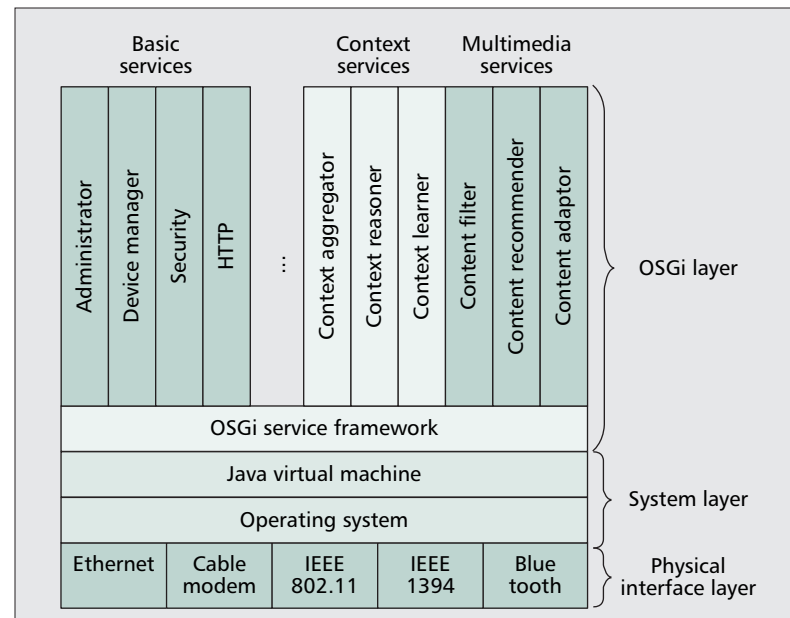 Basic
services
Context
services
Multimedia
services
Administrator
Device manager
Security
HTTP
...
Context aggregator
Context reasoner
Context learner
Content filter
Content recommender
Content adaptor
OSGi layer
OSGi service framework
Java virtual machine
System layer
Operating system
Ethernet
Cable
modem
IEEE
802.11
IEEE
1394
Blue
tooth
Physical
interface layer